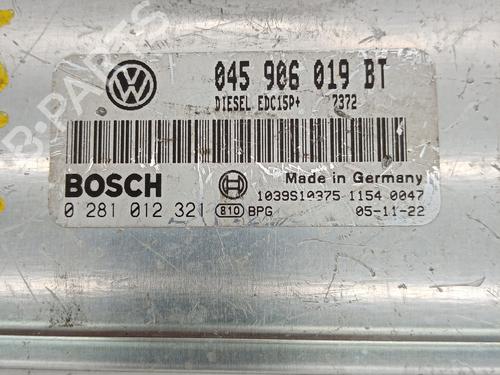 045 906 019 BT
DIESEL EDC15P+ 7372
BOSCH
Made in Germany
1039S10375 1154 0047
0 281 012 321 810 BPG 05-11-22
B-PARTS